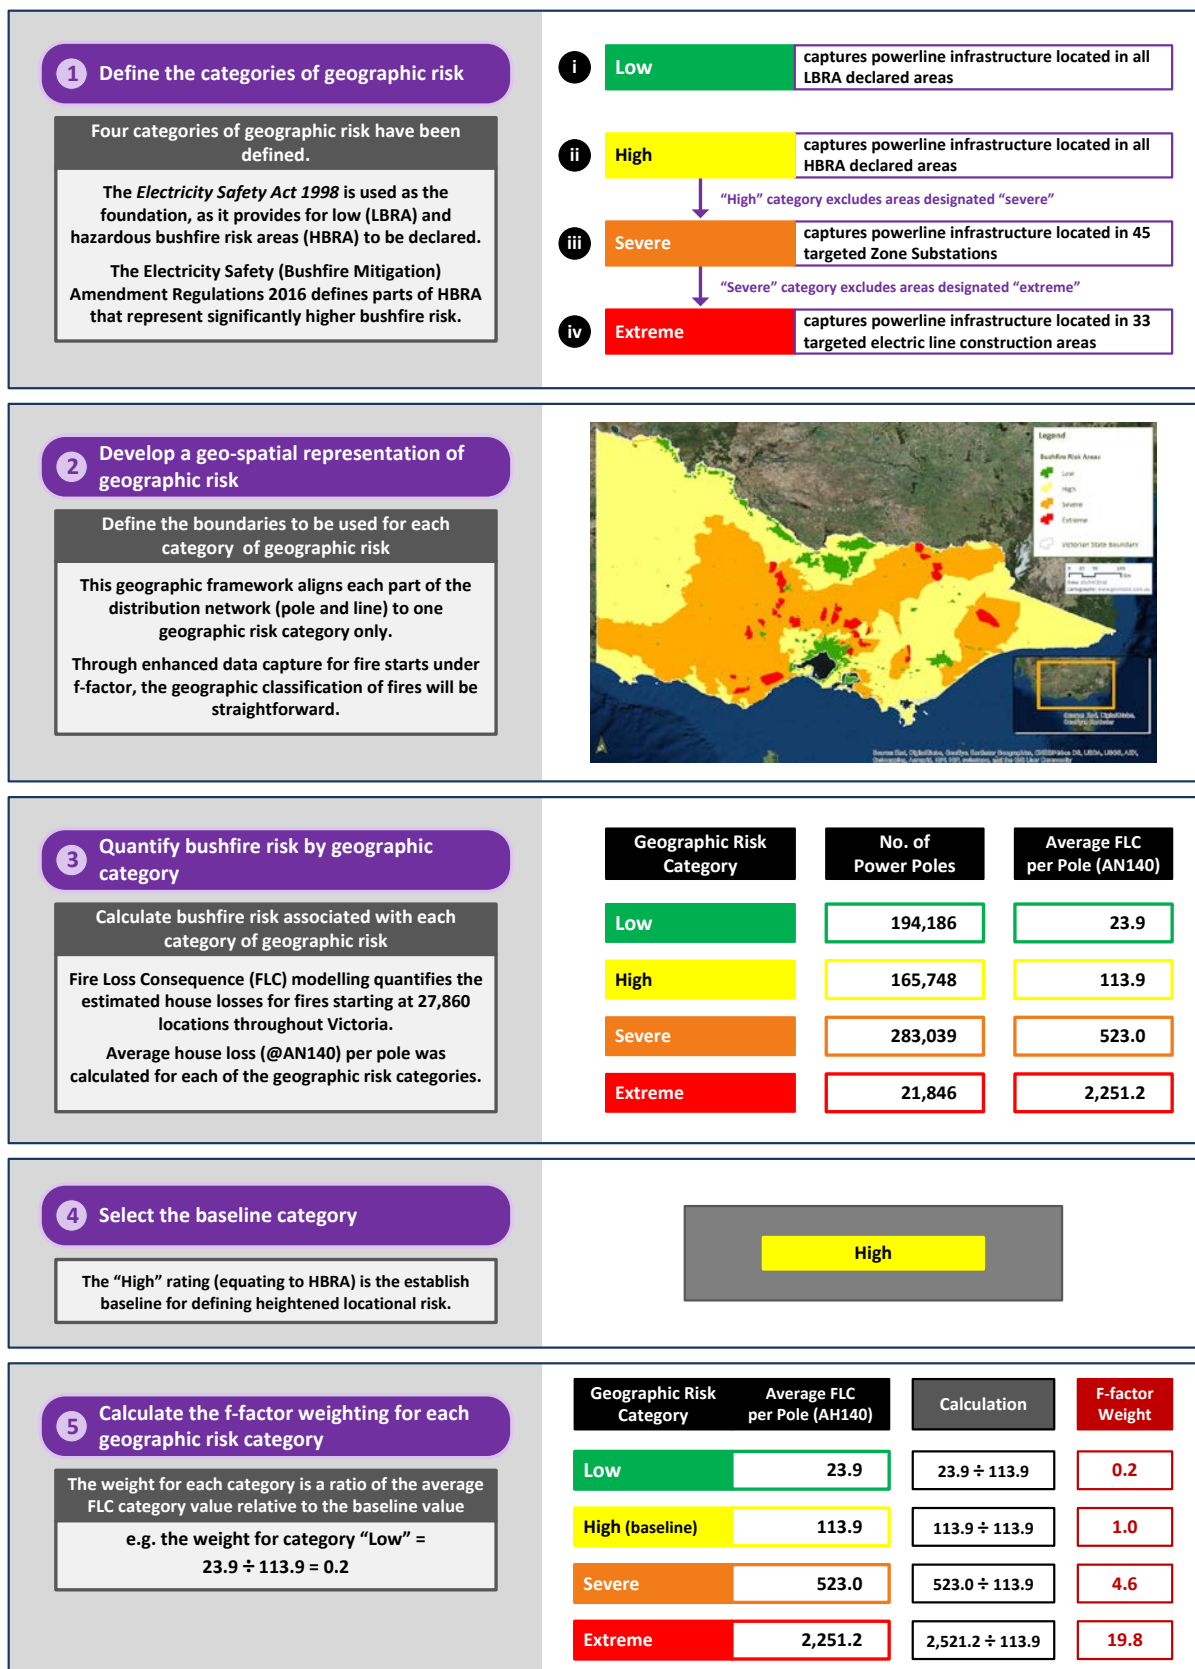 1 Define the categories of geographic risk
Four categories of geographic risk have been
defined.
The Electricity Safety Act 1998 is used as the
foundation, as it provides for low (LBRA) and
hazardous bushfire risk areas (HBRA) to be declared.
The Electricity Safety (Bushfire Mitigation)
Amendment Regulations 2016 defines parts of HBRA
that represent significantly higher bushfire risk.
i Low captures powerline infrastructure located in all
LBRA declared areas
ii High captures powerline infrastructure located in all
HBRA declared areas
“High” category excludes areas designated “severe”
iii Severe captures powerline infrastructure located in 45
targeted Zone Substations
“Severe” category excludes areas designated “extreme”
iv Extreme captures powerline infrastructure located in 33
targeted electric line construction areas
2 Develop a geo-spatial representation of
geographic risk
Define the boundaries to be used for each
category of geographic risk
This geographic framework aligns each part of the
distribution network (pole and line) to one
geographic risk category only.
Through enhanced data capture for fire starts under
f-factor, the geographic classification of fires will be
straightforward.
Legend
Bushfire Risk Areas
Low
High
Severe
Extreme
Victorian State Boundary
3 Quantify bushfire risk by geographic
category
Calculate bushfire risk associated with each
category of geographic risk
Fire Loss Consequence (FLC) modelling quantifies the
estimated house losses for fires starting at 27,860
locations throughout Victoria.
Average house loss (@AN140) per pole was
calculated for each of the geographic risk categories.
Geographic Risk
Category
No. of
Power Poles
Average FLC
per Pole (AN140)
Low 194,186 23.9
High 165,748 113.9
Severe 283,039 523.0
Extreme 21,846 2,251.2
4 Select the baseline category
The “High” rating (equating to HBRA) is the establish
baseline for defining heightened locational risk.
High
5 Calculate the f-factor weighting for each
geographic risk category
The weight for each category is a ratio of the average
FLC category value relative to the baseline value
e.g. the weight for category “Low” =
23.9 ÷ 113.9 = 0.2
Geographic Risk
Category
Average FLC
per Pole (AH140)
Calculation
F-factor
Weight
Low 23.9 23.9 ÷ 113.9 0.2
High (baseline) 113.9 113.9 ÷ 113.9 1.0
Severe 523.0 523.0 ÷ 113.9 4.6
Extreme 2,251.2 2,521.2 ÷ 113.9 19.8